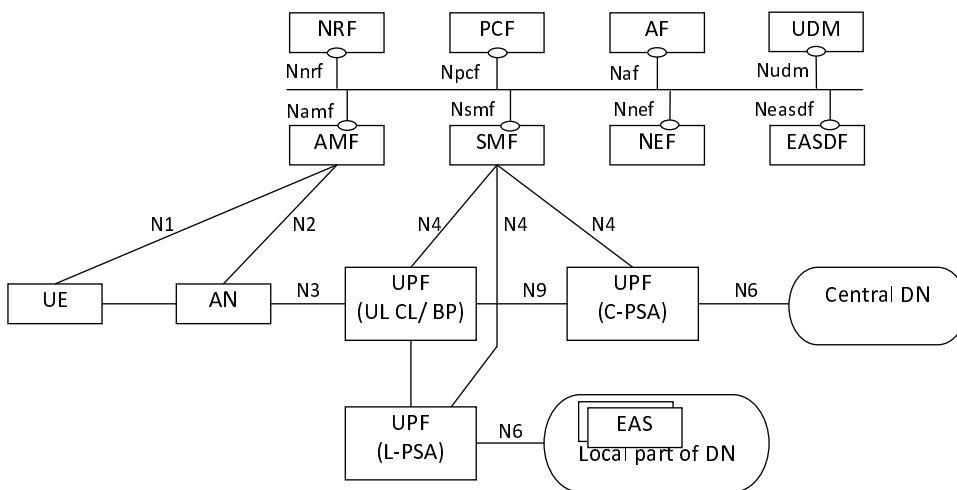 NRF
PCF
AF
UDM
Nnrf
Npcf
Naf
Nudm
Namf
Nsmf
Nnef
Neasdf
AMF
SMF
NEF
EASDF
N1
N2
N4
N4
N4
UE
AN
N3
UPF
(UL CL/ BP)
N9
UPF
(C-PSA)
N6
Central DN
UPF
(L-PSA)
N6
EAS
Local part of DN